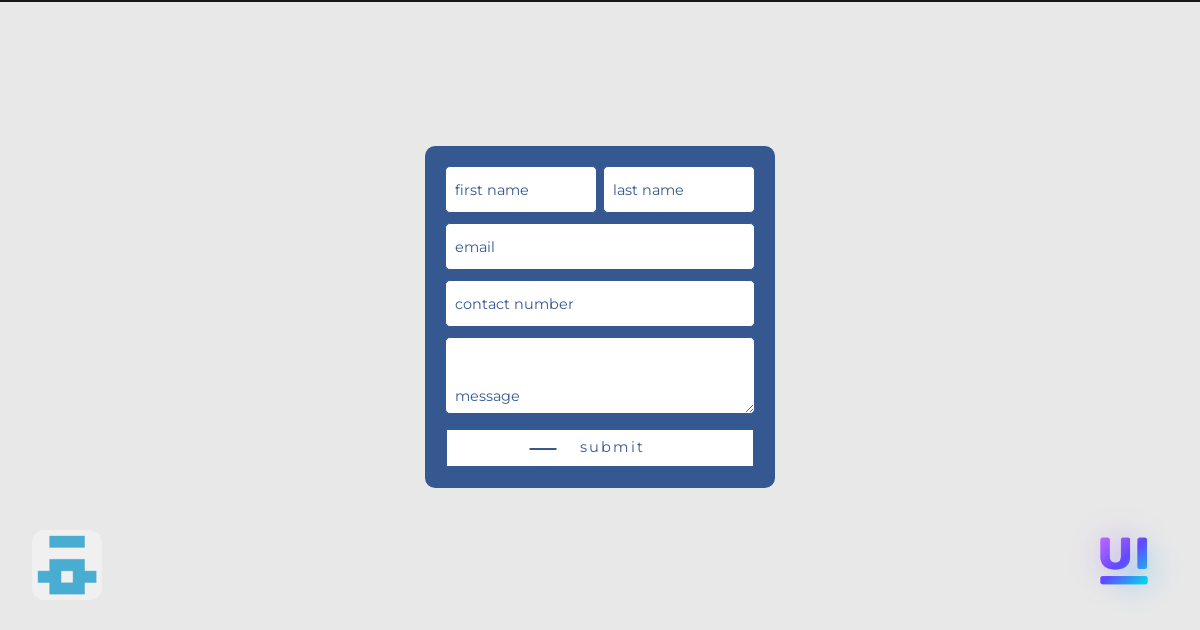 first name
last name
email
contact number
message
submit
UI